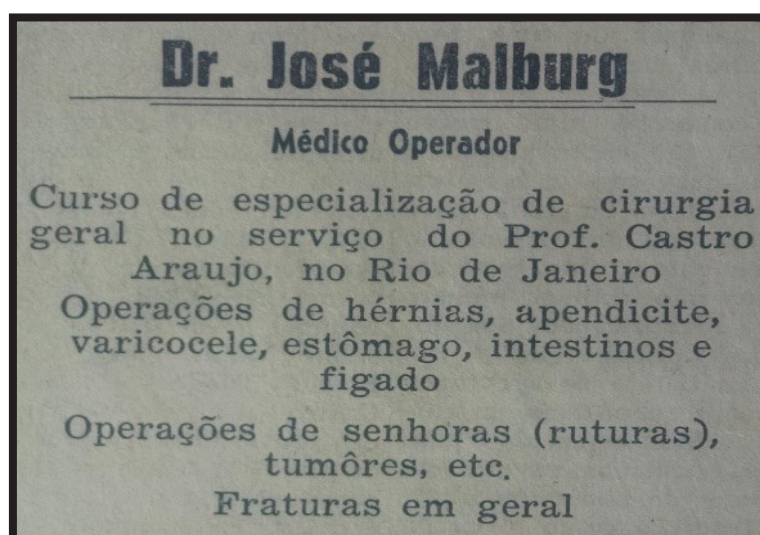 Dr. José Malburg
Médico Operador
Curso de especialização de cirurgia
geral no serviço do Prof. Castro
Araujo, no Rio de Janeiro
Operações de hérnias, apendicite,
varicocele, estômago, intestinos e
figado
Operações de senhoras (ruturas),
tumôres, etc.
Fraturas em geral